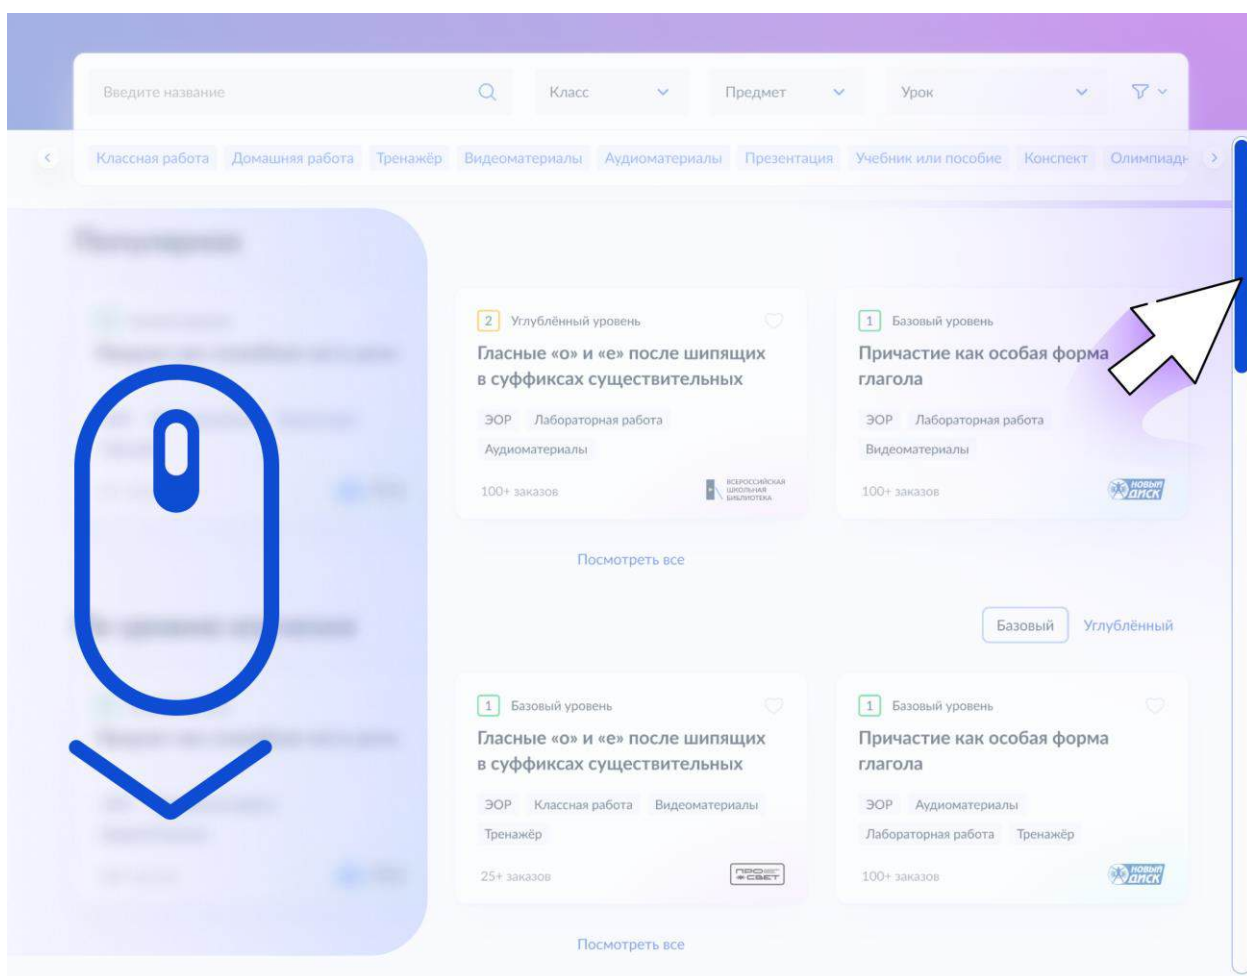 Введите название
Класс
Предмет
Урок
Классная работа Домашняя работа Тренажёр Видеоматериалы Аудиоматериалы Презентация Учебник или пособие Конспект Олимпиадн
Популярное
2 Углублённый уровень
Гласные «о» и «е» после шипящих
в суффиксах существительных
ЭОР Лабораторная работа
Аудиоматериалы
100+ заказов
ВСЕРОССИЙСКАЯ
ШКОЛЬНАЯ
БИБЛИОТЕКА
1 Базовый уровень
Причастие как особая форма
глагола
ЭОР Лабораторная работа
Видеоматериалы
100+ заказов
НОВЫЙ
ДИСК
Посмотреть все
Базовый Углублённый
1 Базовый уровень
Гласные «о» и «е» после шипящих
в суффиксах существительных
ЭОР Классная работа Видеоматериалы
Тренажёр
25+ заказов
ПРО
СВЕТ
1 Базовый уровень
Причастие как особая форма
глагола
ЭОР Аудиоматериалы
Лабораторная работа Тренажёр
100+ заказов
НОВЫЙ
ДИСК
Посмотреть все